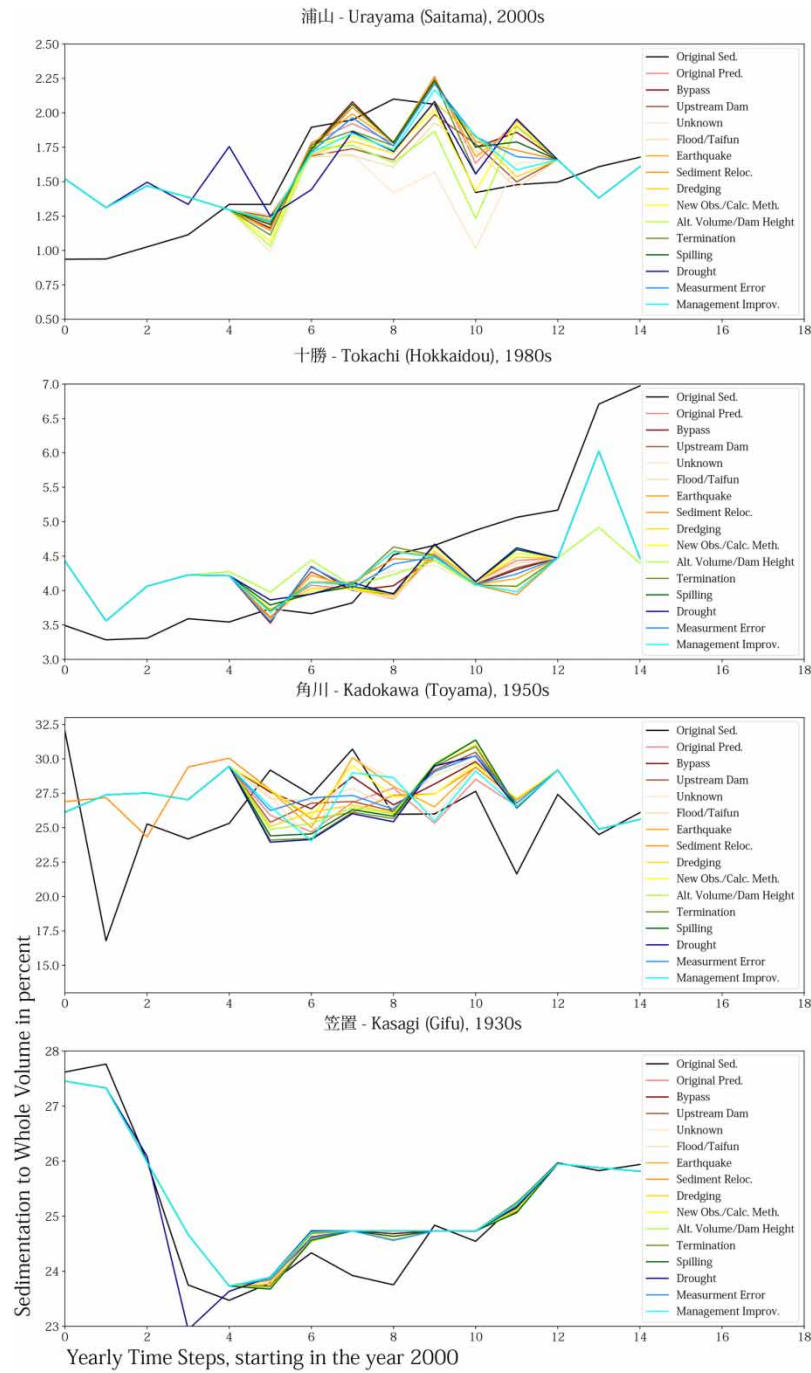 浦山 - Urayama (Saitama), 2000s
2.50
2.25
2.00
1.75
1.50
1.25
1.00
0.75
0.50
0 2 4 6 8 10 12 14 16 18
Original Sed.
Original Pred.
Bypass
Upstream Dam
Unknown
Flood/Taifun
Earthquake
Sediment Reloc.
Dredging
New Obs./Calc. Meth.
Alt. Volume/Dam Height
Termination
Spilling
Drought
Measurment Error
Management Improv.
十勝 - Tokachi (Hokkaidou), 1980s
7.0
6.5
6.0
5.5
5.0
4.5
4.0
3.5
3.0
0 2 4 6 8 10 12 14 16 18
Original Sed.
Original Pred.
Bypass
Upstream Dam
Unknown
Flood/Taifun
Earthquake
Sediment Reloc.
Dredging
New Obs./Calc. Meth.
Alt. Volume/Dam Height
Termination
Spilling
Drought
Measurment Error
Management Improv.
角川 - Kadokawa (Toyama), 1950s
32.5
30.0
27.5
25.0
22.5
20.0
17.5
15.0
0 2 4 6 8 10 12 14 16 18
Original Sed.
Original Pred.
Bypass
Upstream Dam
Unknown
Flood/Taifun
Earthquake
Sediment Reloc.
Dredging
New Obs./Calc. Meth.
Alt. Volume/Dam Height
Termination
Spilling
Drought
Measurment Error
Management Improv.
笠置 - Kasagi (Gifu), 1930s
28
27
26
25
24
23
0 2 4 6 8 10 12 14 16 18
Original Sed.
Original Pred.
Bypass
Upstream Dam
Unknown
Flood/Taifun
Earthquake
Sediment Reloc.
Dredging
New Obs./Calc. Meth.
Alt. Volume/Dam Height
Termination
Spilling
Drought
Measurment Error
Management Improv.
Sedimentation to Whole Volume in percent
Yearly Time Steps, starting in the year 2000